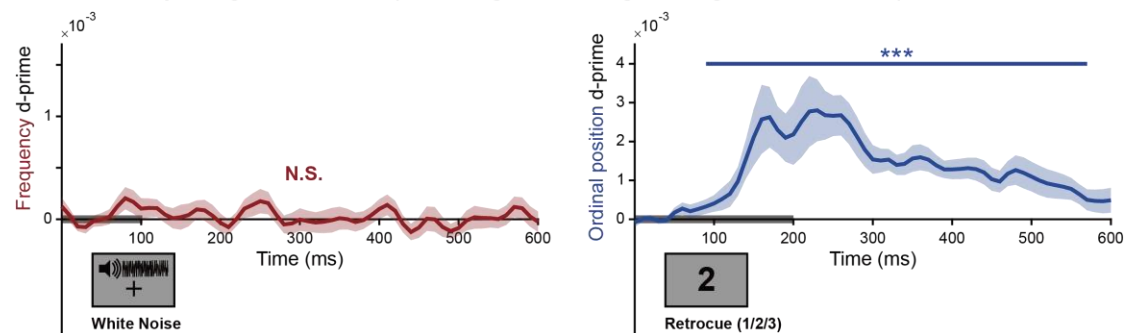 ×10⁻³
Frequency d-prime
1
0
N.S.
100 200 300 400 500 600
Time (ms)
+
White Noise
×10⁻³
Ordinal position d-prime
4
3
2
1
0
***
100 200 300 400 500 600
Time (ms)
2
Retrocue (1/2/3)